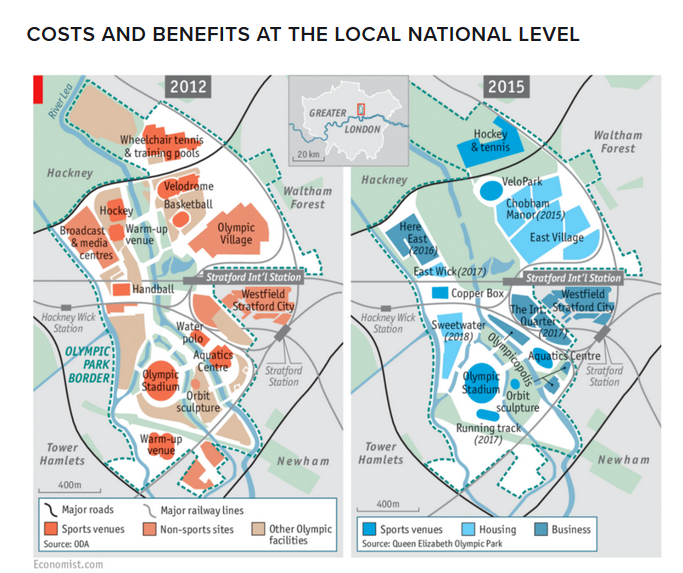 COSTS AND BENEFITS AT THE LOCAL NATIONAL LEVEL
2012
River Lea
Wheelchair tennis
& training pools
Hackney
Velodrome
Basketball
Waltham
Forest
Hockey
Broadcast
& media
centres
Warm-up
venue
Olympic
Village
Stratford Int'l Station
Handball
Westfield
Stratford City
Hackney Wick
Station
Water
polo
OLYMPIC
PARK
BORDER
Aquatics
Centre
Olympic
Stadium
Stratford
Station
Orbit
sculpture
Warm-up
venue
Tower
Hamlets
Newham
400m
Major roads
Major railway lines
Sports venues
Non-sports sites
Other Olympic
facilities
Source: ODA
GREATER
LONDON
20 km
2015
Hockey
& tennis
Waltham
Forest
Hackney
VeloPark
Chobham
Manor (2015)
Here
East
(2016)
East Village
East Wick (2017)
Stratford Int'l Station
Copper Box
Westfield
Stratford City
The Int.
Quarter
(2017)
Hackney Wick
Station
Sweetwater
(2018)
Olympicopolis
Aquatics Centre
Olympic
Stadium
Stratford
Station
Orbit
sculpture
Running track
(2017)
Tower
Hamlets
Newham
400m
Sports venues
Housing
Business
Source: Queen Elizabeth Olympic Park
Economist.com